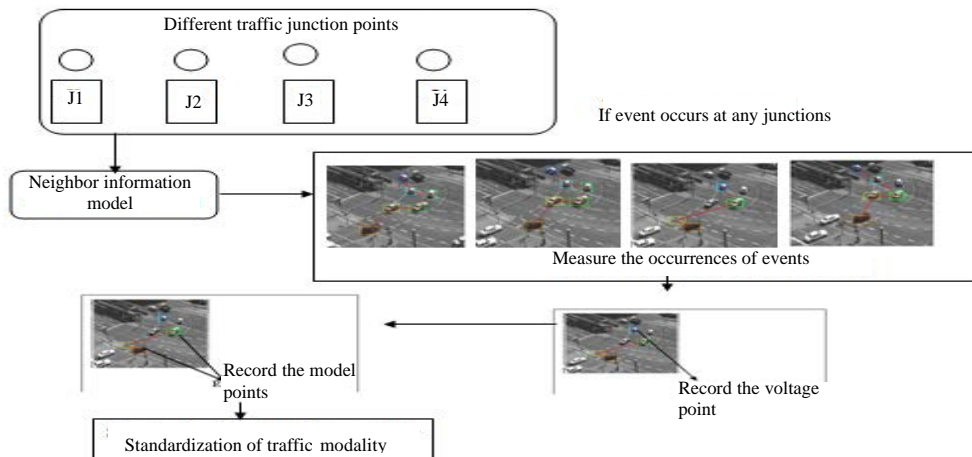 Different traffic junction points
J1
J2
J3
J4
If event occurs at any junctions
Neighbor information
model
Measure the occurrences of events
Record the model
points
Record the voltage
point
Standardization of traffic modality